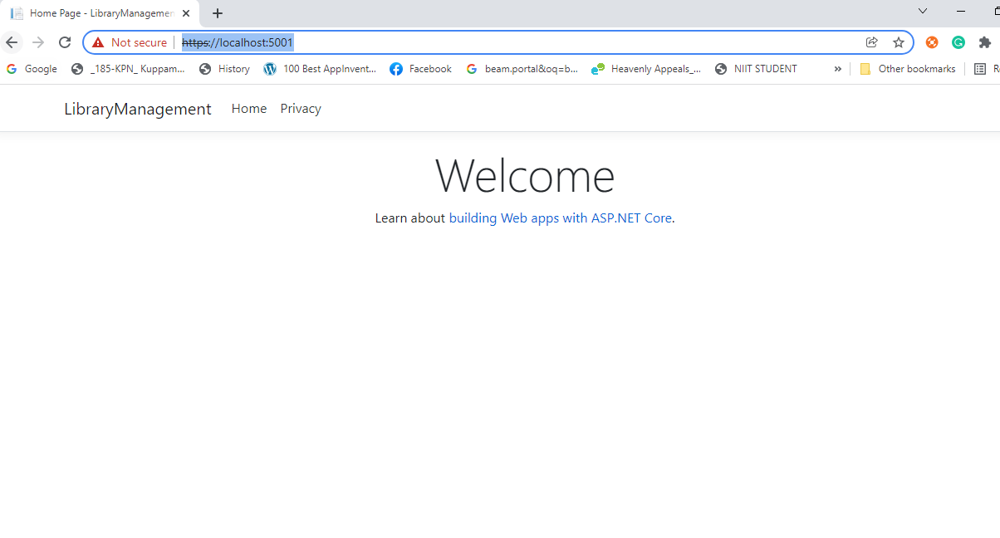 Home Page - LibraryManagemen
Not secure https://localhost:5001
Google _185-KPN_ Kuppam... History 100 Best AppInvent... Facebook beam.portal&oq=b... Heavenly Appeals_... NIIT STUDENT » Other bookmarks
LibraryManagement Home Privacy
Welcome
Learn about building Web apps with ASP.NET Core.